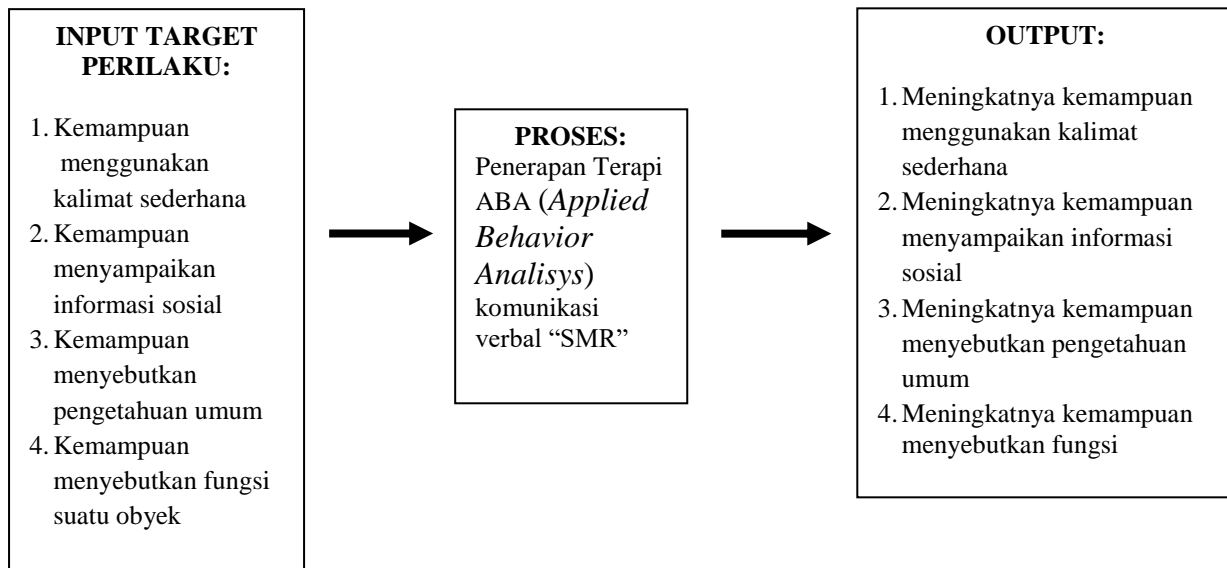 INPUT TARGET
PERILAKU:
1. Kemampuan
menggunakan
kalimat sederhana
2. Kemampuan
menyampaikan
informasi sosial
3. Kemampuan
menyebutkan
pengetahuan umum
4. Kemampuan
menyebutkan fungsi
suatu obyek
PROSES:
Penerapan Terapi
ABA (Applied
Behavior
Analisys)
komunikasi
verbal “SMR”
OUTPUT:
1. Meningkatnya kemampuan
menggunakan kalimat
sederhana
2. Meningkatnya kemampuan
menyampaikan informasi
sosial
3. Meningkatnya kemampuan
menyebutkan pengetahuan
umum
4. Meningkatnya kemampuan
menyebutkan fungsi